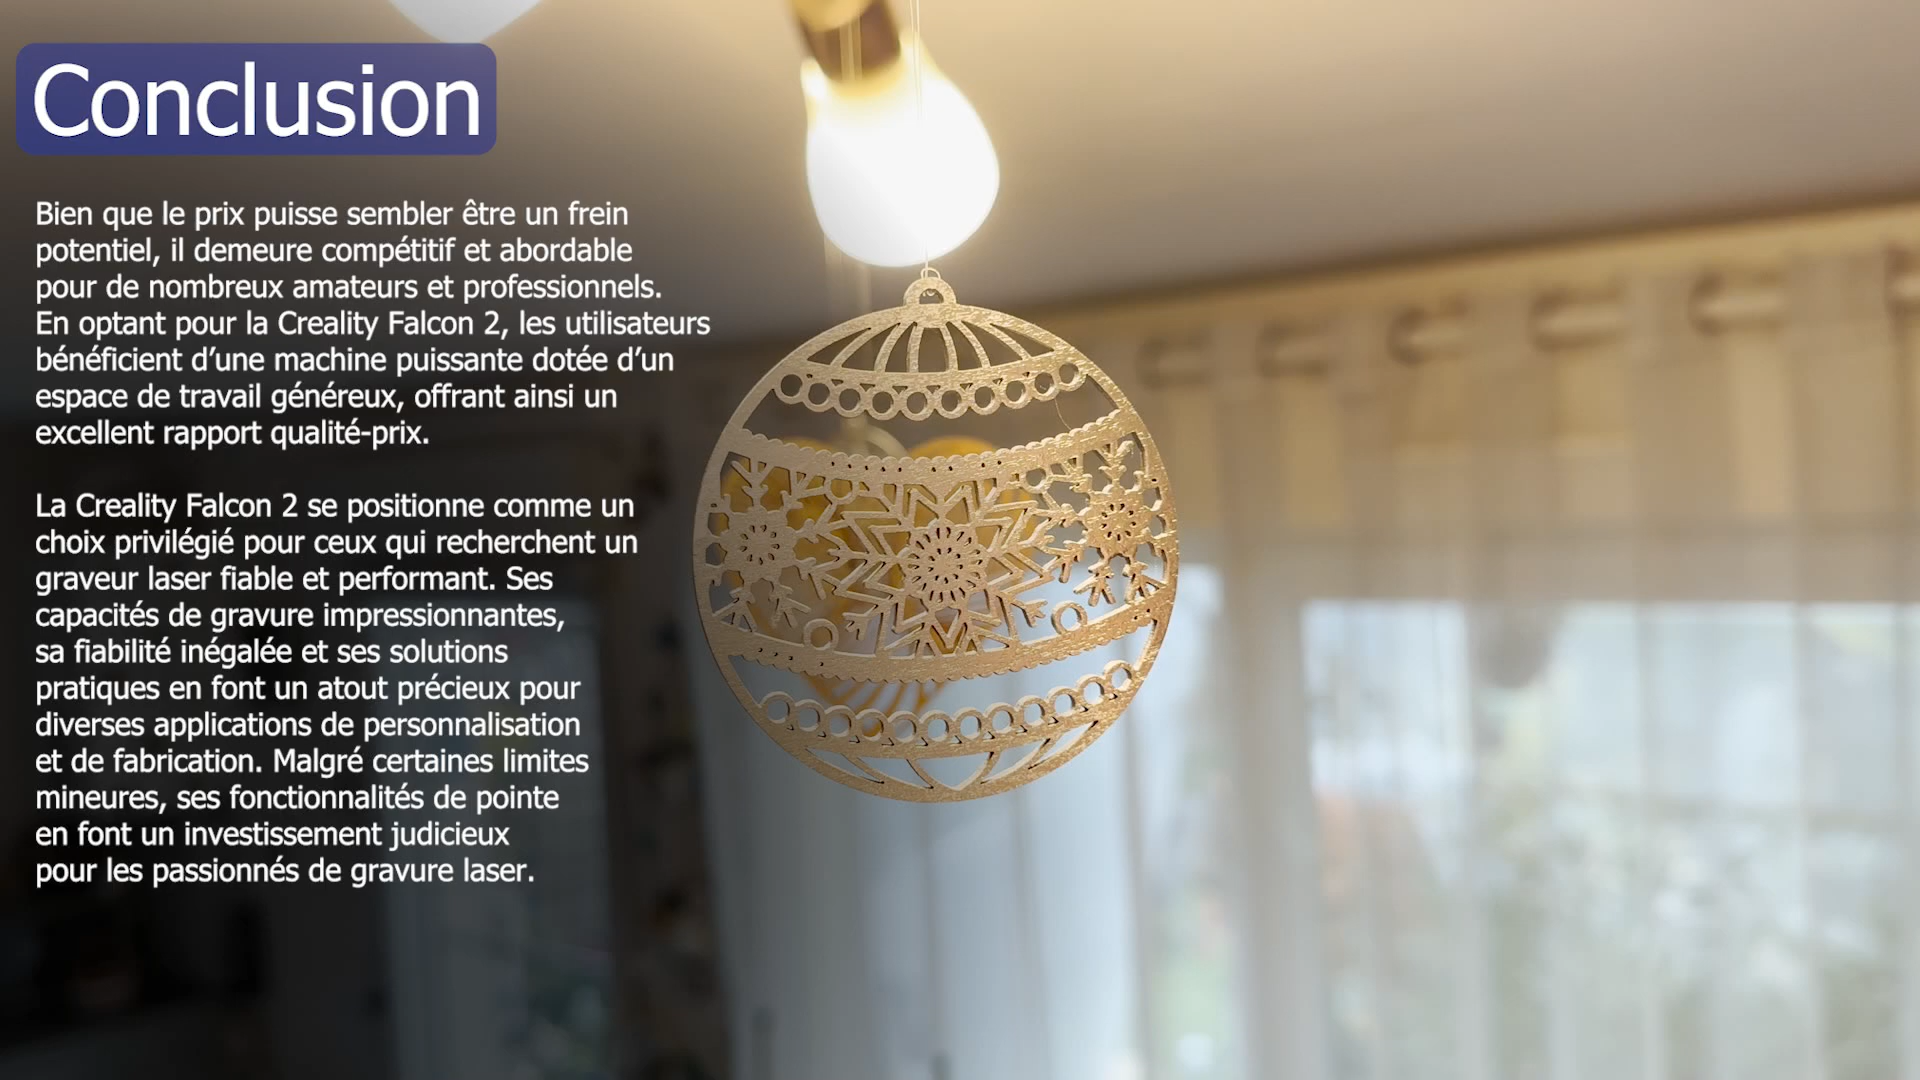 Conclusion
Bien que le prix puisse sembler être un frein
potentiel, il demeure compétitif et abordable
pour de nombreux amateurs et professionnels.
En optant pour la Creality Falcon 2, les utilisateurs
bénéficient d’une machine puissante dotée d’un
espace de travail généreux, offrant ainsi un
excellent rapport qualité-prix.
La Creality Falcon 2 se positionne comme un
choix privilégié pour ceux qui recherchent un
graveur laser fiable et performant. Ses
capacités de gravure impressionnantes,
sa fiabilité inégalée et ses solutions
pratiques en font un atout précieux pour
diverses applications de personnalisation
et de fabrication. Malgré certaines limites
mineures, ses fonctionnalités de pointe
en font un investissement judicieux
pour les passionnés de gravure laser.